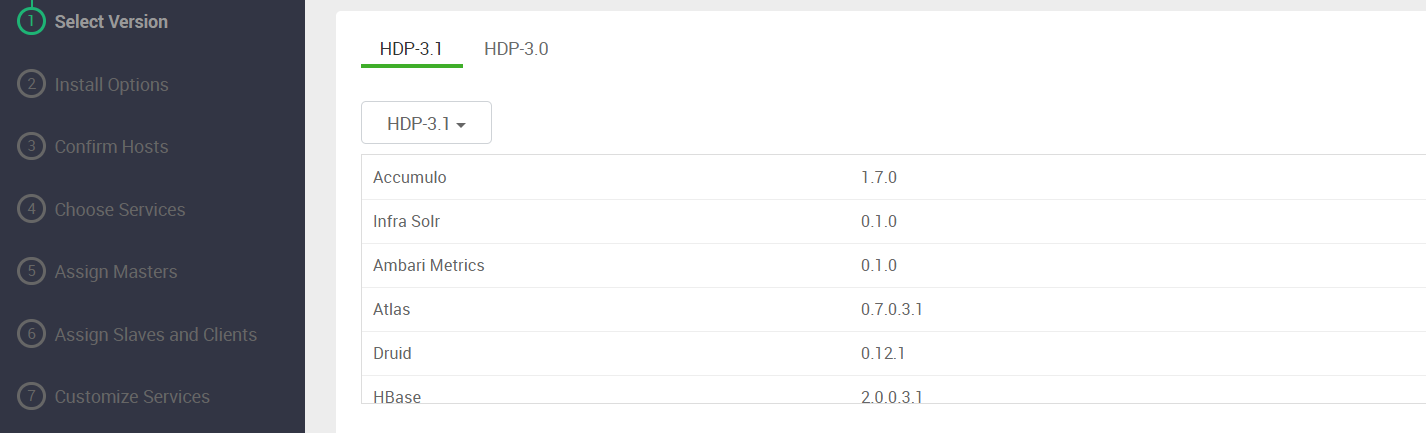 1 Select Version
2 Install Options
3 Confirm Hosts
4 Choose Services
5 Assign Masters
6 Assign Slaves and Clients
7 Customize Services
HDP-3.1 HDP-3.0
HDP-3.1
Accumulo 1.7.0
Infra Solr 0.1.0
Ambari Metrics 0.1.0
Atlas 0.7.0.3.1
Druid 0.12.1
HBase 2.0.0.3.1